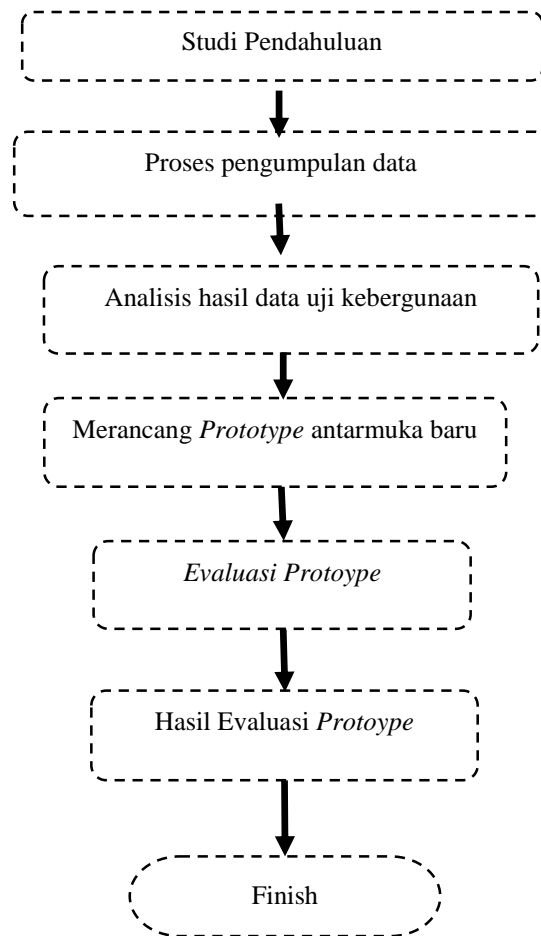 Studi Pendahuluan
Proses pengumpulan data
Analisis hasil data uji kebergunaan
Merancang Prototype antarmuka baru
Evaluasi Protoype
Hasil Evaluasi Protoype
Finish